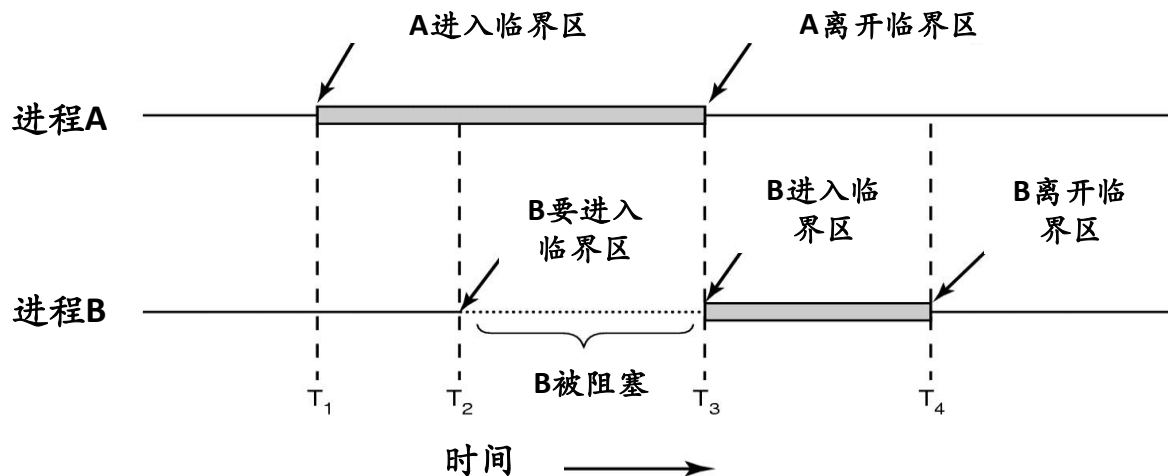 A进入临界区
A离开临界区
进程A
B要进入
临界区
B进入临
界区
B离开临
界区
进程B
B被阻塞
T1
T2
T3
T4
时间